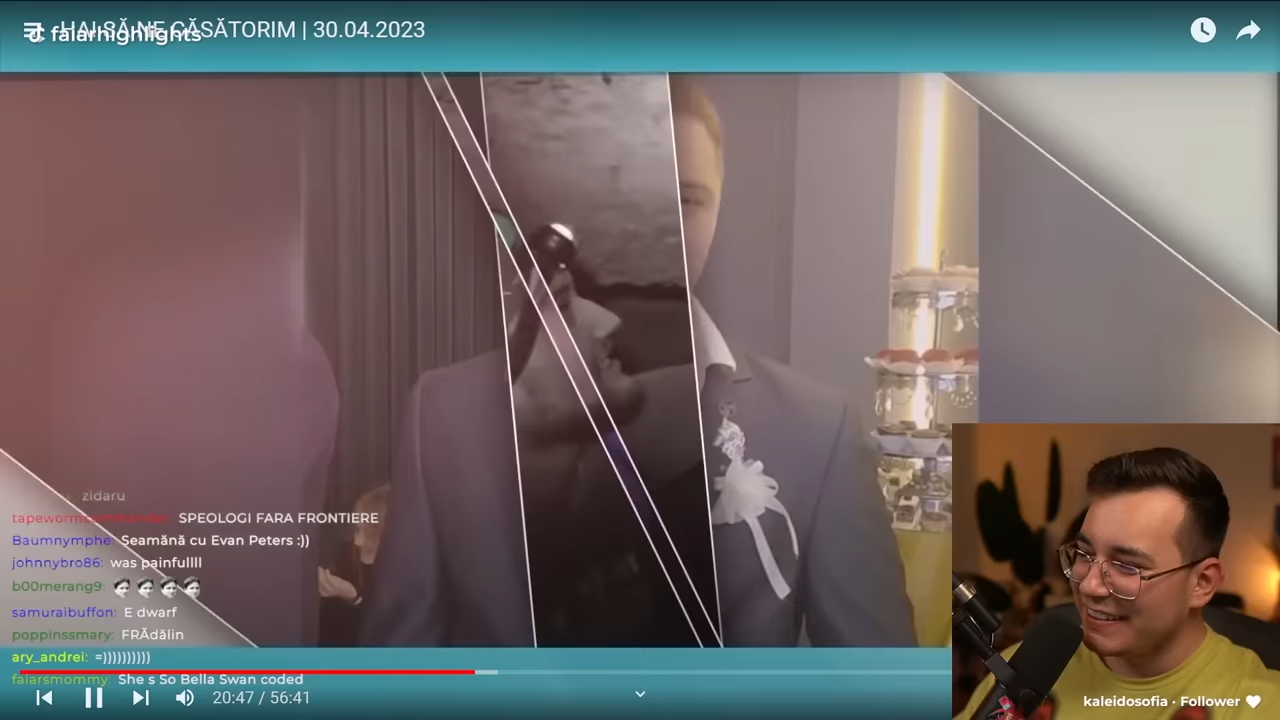 HAI SĂ NE CĂSĂTORIM | 30.04.2023
falarhighlights
zidaru
SPEOLOGI FARA FRONTIERE
Baumnymphe: Seamănă cu Evan Peters :))
johnnybro86: was painfullll
b00merang9:
samuraibuffon: E dwarf
poppinssmary: FRĂdălin
ary_andrei: =))))))))))
falarsmommy: She s So Bella Swan coded
20:47 / 56:41
kaleidosofia · Follower